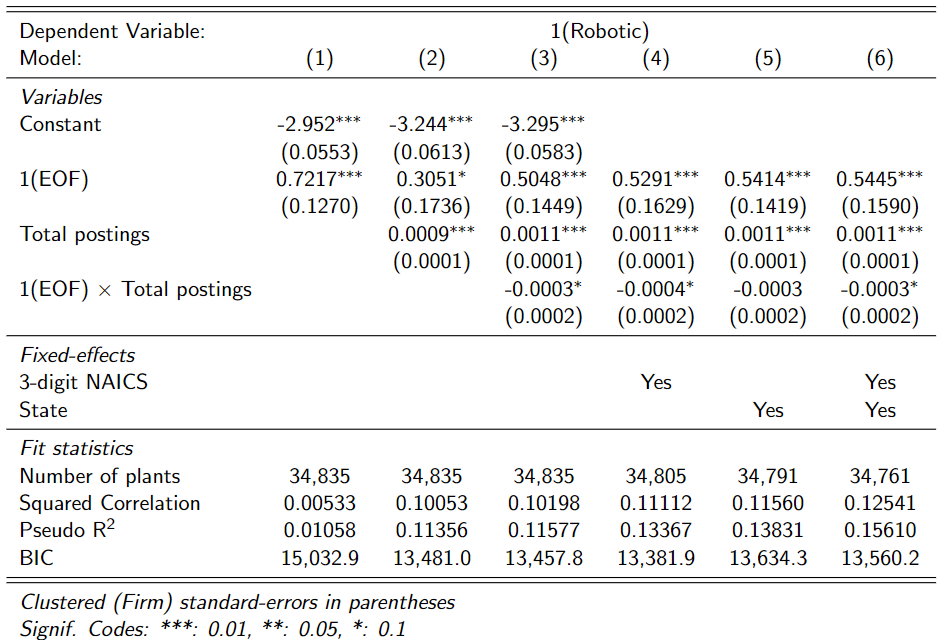 Dependent Variable: 1(Robotic)
Model: (1) (2) (3) (4) (5) (6)
Variables
Constant -2.952*** -3.244*** -3.295***
(0.0553) (0.0613) (0.0583)
1(EOF) 0.7217*** 0.3051* 0.5048*** 0.5291*** 0.5414*** 0.5445***
(0.1270) (0.1736) (0.1449) (0.1629) (0.1419) (0.1590)
Total postings 0.0009*** 0.0011*** 0.0011*** 0.0011*** 0.0011***
(0.0001) (0.0001) (0.0001) (0.0001) (0.0001)
1(EOF) × Total postings -0.0003* -0.0004* -0.0003 -0.0003*
(0.0002) (0.0002) (0.0002) (0.0002)
Fixed-effects
3-digit NAICS Yes Yes
State Yes Yes
Fit statistics
Number of plants 34,835 34,835 34,835 34,805 34,791 34,761
Squared Correlation 0.00533 0.10053 0.10198 0.11112 0.11560 0.12541
Pseudo R² 0.01058 0.11356 0.11577 0.13367 0.13831 0.15610
BIC 15,032.9 13,481.0 13,457.8 13,381.9 13,634.3 13,560.2
Clustered (Firm) standard-errors in parentheses
Signif. Codes: ***: 0.01, **: 0.05, *: 0.1